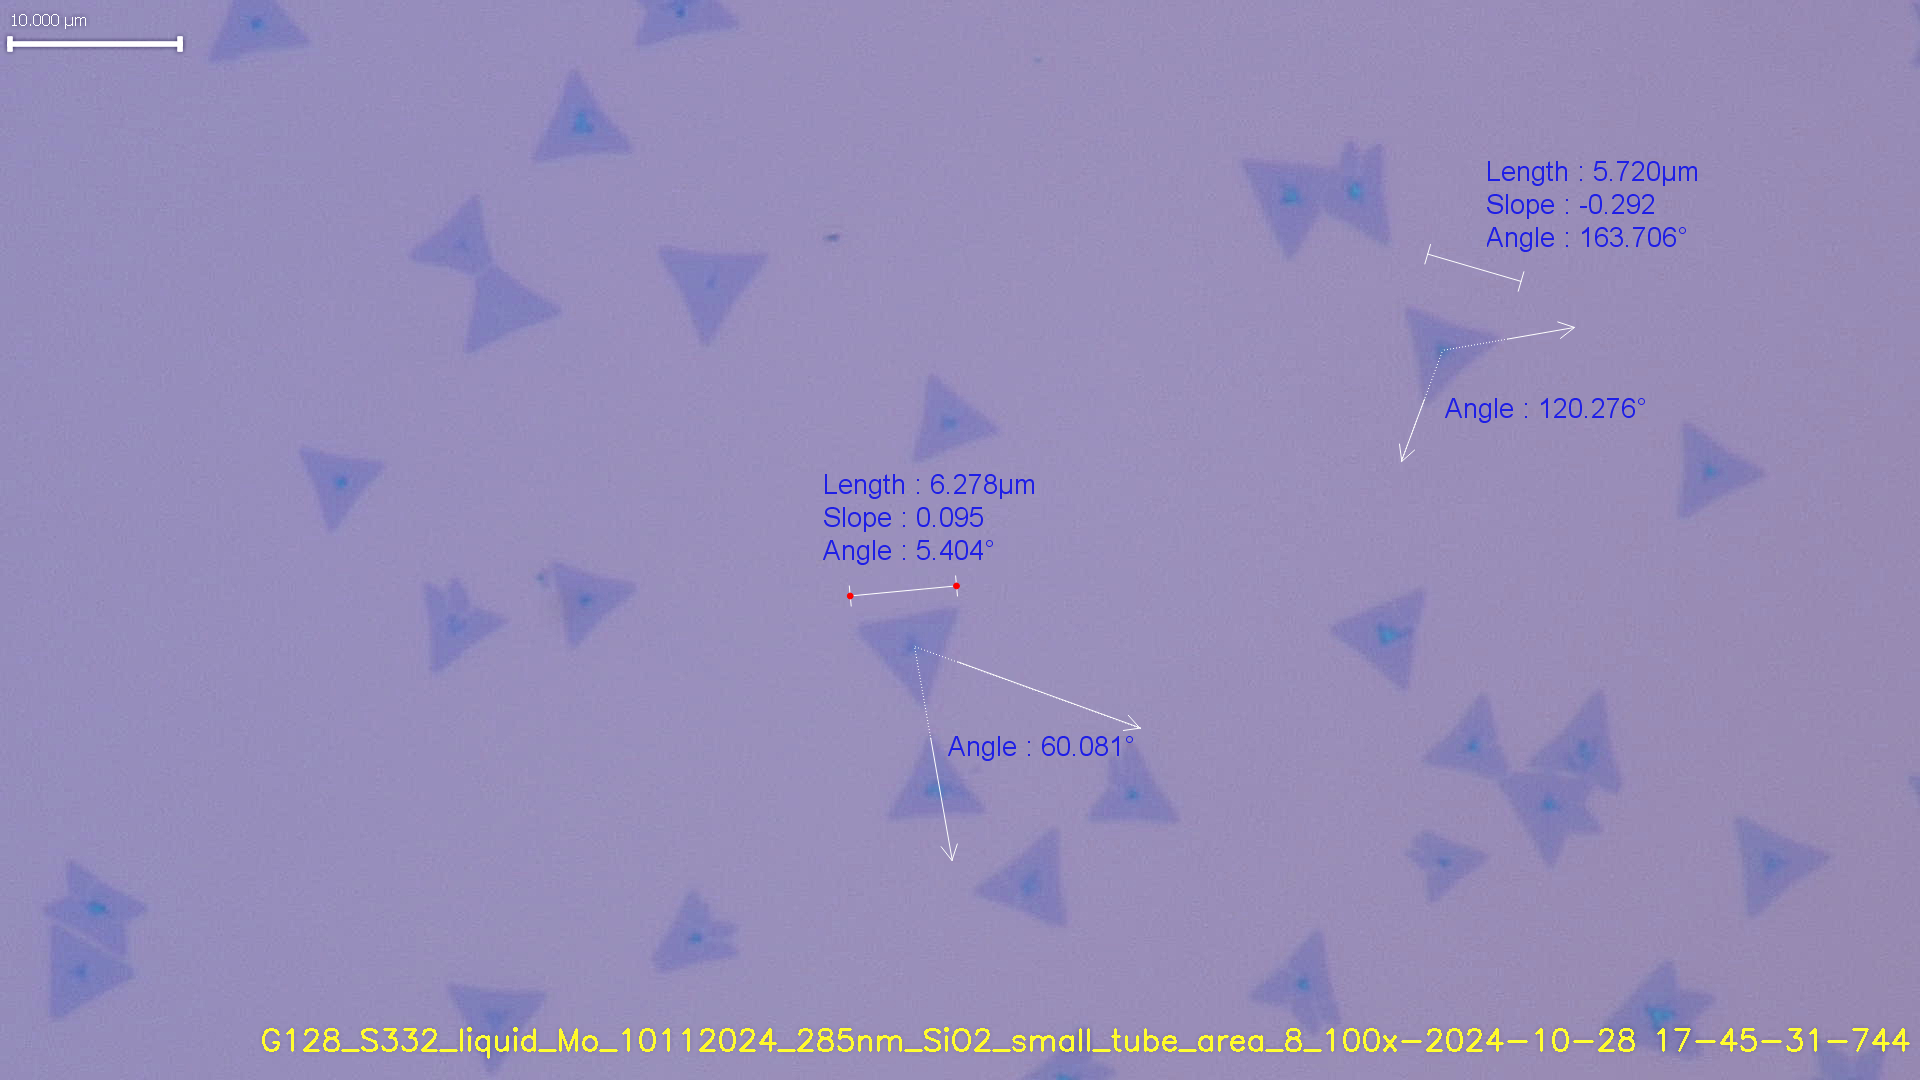 10.000 µm
Length : 5.720µm
Slope : -0.292
Angle : 163.706°
Angle : 120.276°
Length : 6.278µm
Slope : 0.095
Angle : 5.404°
Angle : 60.081°
G128_S332_liquid_Mo_10112024_285nm_SiO2_small_tube_area_8_100x-2024-10-28 17-45-31-744